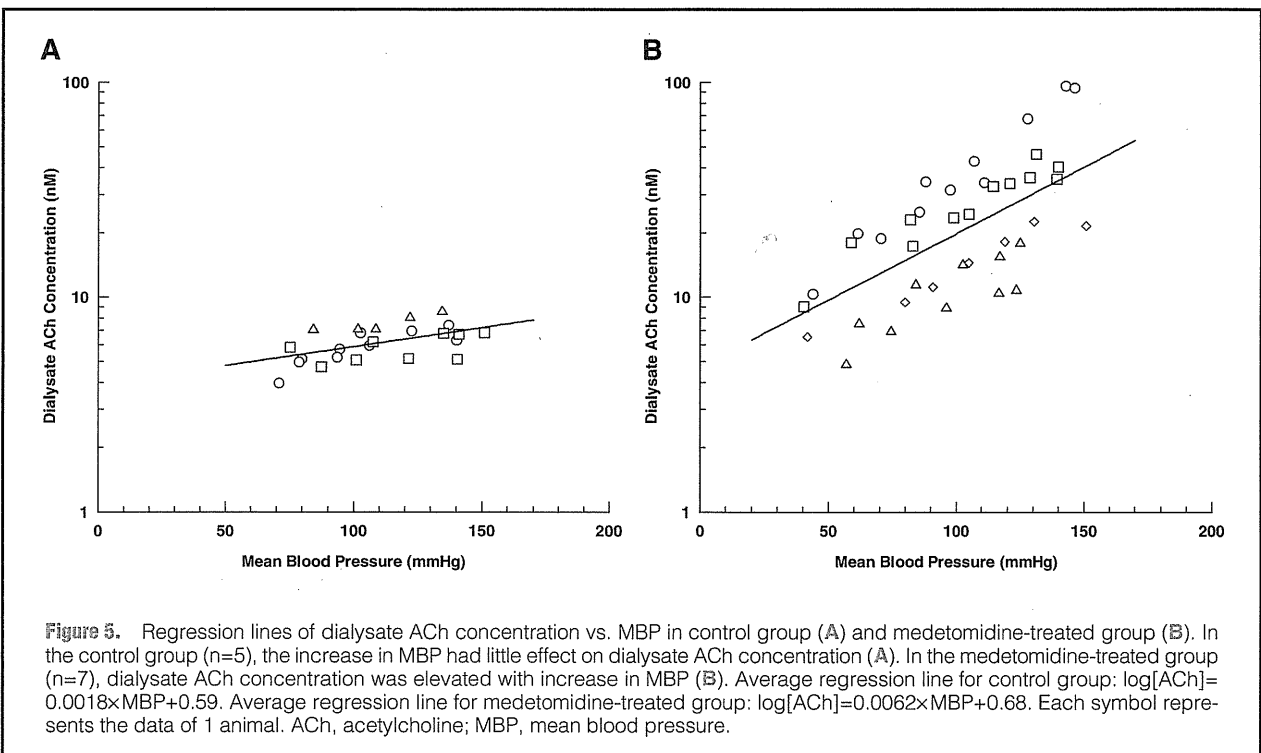 A
B
100
10
1
Dialysate ACh Concentration (nM)
0
50
100
150
200
Mean Blood Pressure (mmHg)
100
10
1
Dialysate ACh Concentration (nM)
0
50
100
150
200
Mean Blood Pressure (mmHg)
Figure 5. Regression lines of dialysate ACh concentration vs. MBP in control group (A) and medetomidine-treated group (B). In
the control group (n=5), the increase in MBP had little effect on dialysate ACh concentration (A). In the medetomidine-treated group
(n=7), dialysate ACh concentration was elevated with increase in MBP (B). Average regression line for control group: log[ACh]=
0.0018×MBP+0.59. Average regression line for medetomidine-treated group: log[ACh]=0.0062×MBP+0.68. Each symbol repre-
sents the data of 1 animal. ACh, acetylcholine; MBP, mean blood pressure.